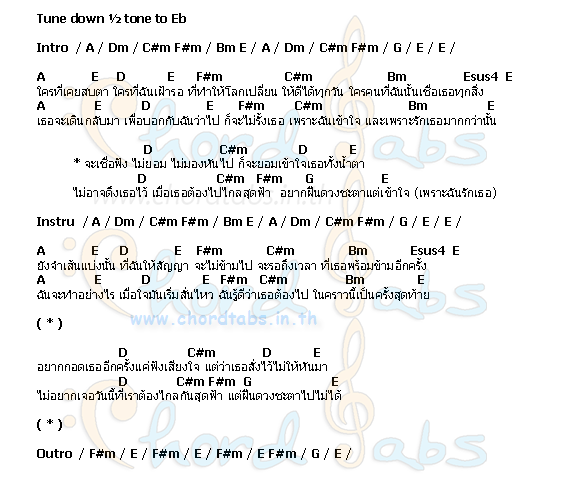 Tune down ½ tone to Eb
Intro / A / Dm / C#m F#m / Bm E / A / Dm / C#m F#m / G / E / E /
A E D E F#m C#m Bm Esus4 E
ใครที่เคยสบตา ใครที่ฉันเฝ้ารอ ที่ทำให้โลกเปลี่ยน ให้ดีได้ทุกวัน ใครคนที่ฉันนั้นเชื่อเธอทุกสิ่ง
A E D E F#m C#m Bm E
เธอจะเดินกลับมา เพื่อบอกกับฉันว่าไป ก็จะไม่รั้งเธอ เพราะฉันเข้าใจ และเพราะรักเธอมากกว่านั้น
D C#m D E
* จะเชื่อฟัง ไม่ยอม ไม่มองหันไป ก็จะยอมเข้าใจเธอทั้งน้ำตา
D C#m F#m G E
ไม่อาจดึงเธอไว้ เมื่อเธอต้องไปไกลสุดฟ้า อยากฝืนดวงชะตาแต่เข้าใจ (เพราะฉันรักเธอ)
www.chordtabs.in.th
Instru / A / Dm / C#m F#m / Bm E / A / Dm / C#m F#m / G / E / E /
A E D E F#m C#m Bm Esus4 E
ยังจำเส้นแบ่งนั้น ที่ฉันให้สัญญา จะไม่ข้ามไป จะรอถึงเวลา ที่เธอพร้อมข้ามอีกครั้ง
A E D E F#m C#m Bm E
ฉันจะทำอย่างไร เมื่อใจมันเริ่มสั่นไหว ฉันรู้ดีว่าเธอต้องไป ในคราวนี้เป็นครั้งสุดท้าย
www.chordtabs.in.th
( * )
D C#m D E
อยากกอดเธออีกครั้งแค่ฟังเสียงใจ แต่ว่าเธอสั่งไว้ไม่ให้หันมา
D C#m F#m G E
ไม่อยากเจอวันนี้ที่เราต้องไกลกันสุดฟ้า แต่ฝืนดวงชะตาไปไม่ได้
( * )
Outro / F#m / E / F#m / E / F#m / E F#m / G / E /